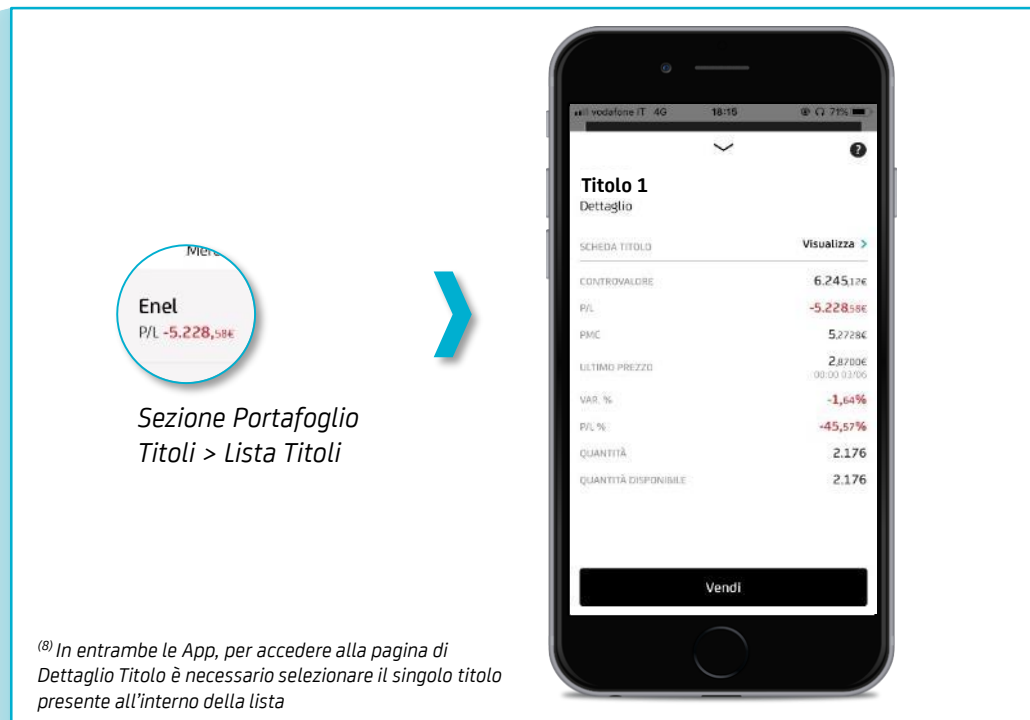 Enel
P/L -5.228,58€
Sezione Portafoglio
Titoli > Lista Titoli
(8) In entrambe le App, per accedere alla pagina di
Dettaglio Titolo è necessario selezionare il singolo titolo
presente all'interno della lista
vodafone IT 4G 18:16 71%
?
Titolo 1
Dettaglio
SCHEDA TITOLO Visualizza >
CONTROVALORE 6.245,12€
P/L -5.228,58€
PMC 5,2728€
ULTIMO PREZZO 2,8700€
00:00 03/06
VAR. % -1,64%
P/L % -45,57%
QUANTITÀ 2.176
QUANTITÀ DISPONIBILE 2.176
Vendi